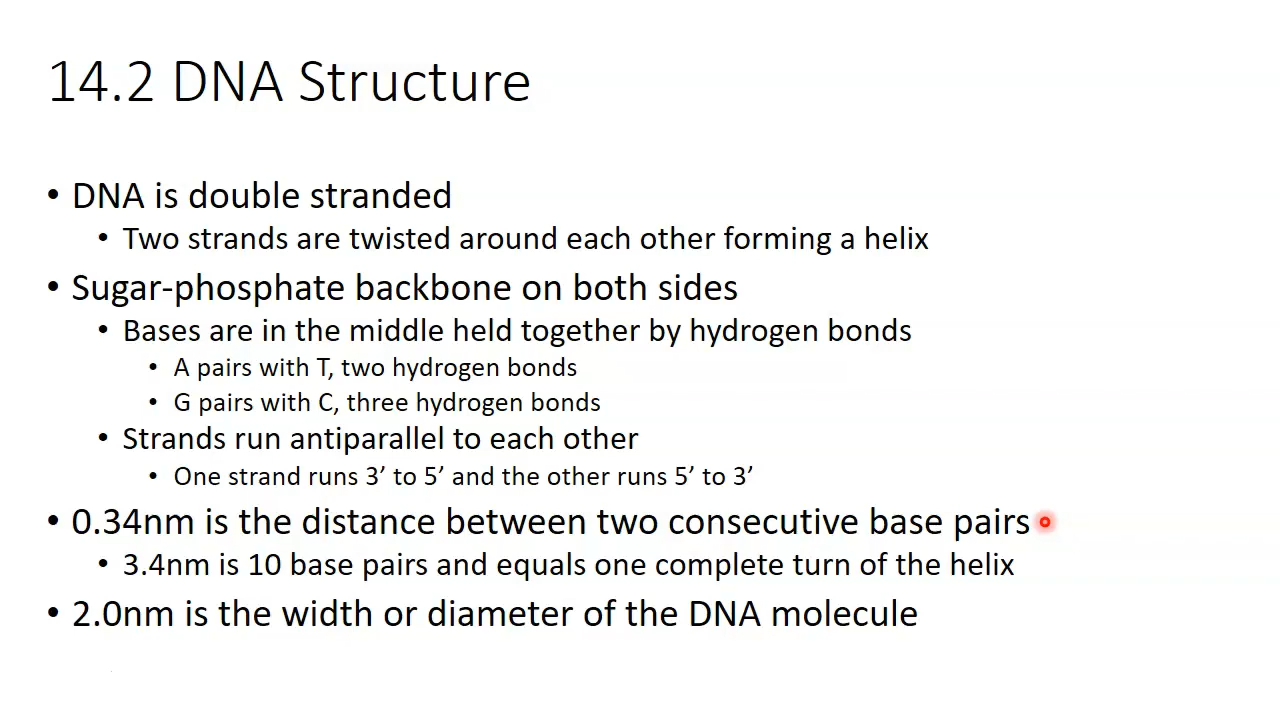 14.2 DNA Structure
• DNA is double stranded
• Two strands are twisted around each other forming a helix
• Sugar-phosphate backbone on both sides
• Bases are in the middle held together by hydrogen bonds
• A pairs with T, two hydrogen bonds
• G pairs with C, three hydrogen bonds
• Strands run antiparallel to each other
• One strand runs 3’ to 5’ and the other runs 5’ to 3’
• 0.34nm is the distance between two consecutive base pairs
• 3.4nm is 10 base pairs and equals one complete turn of the helix
• 2.0nm is the width or diameter of the DNA molecule